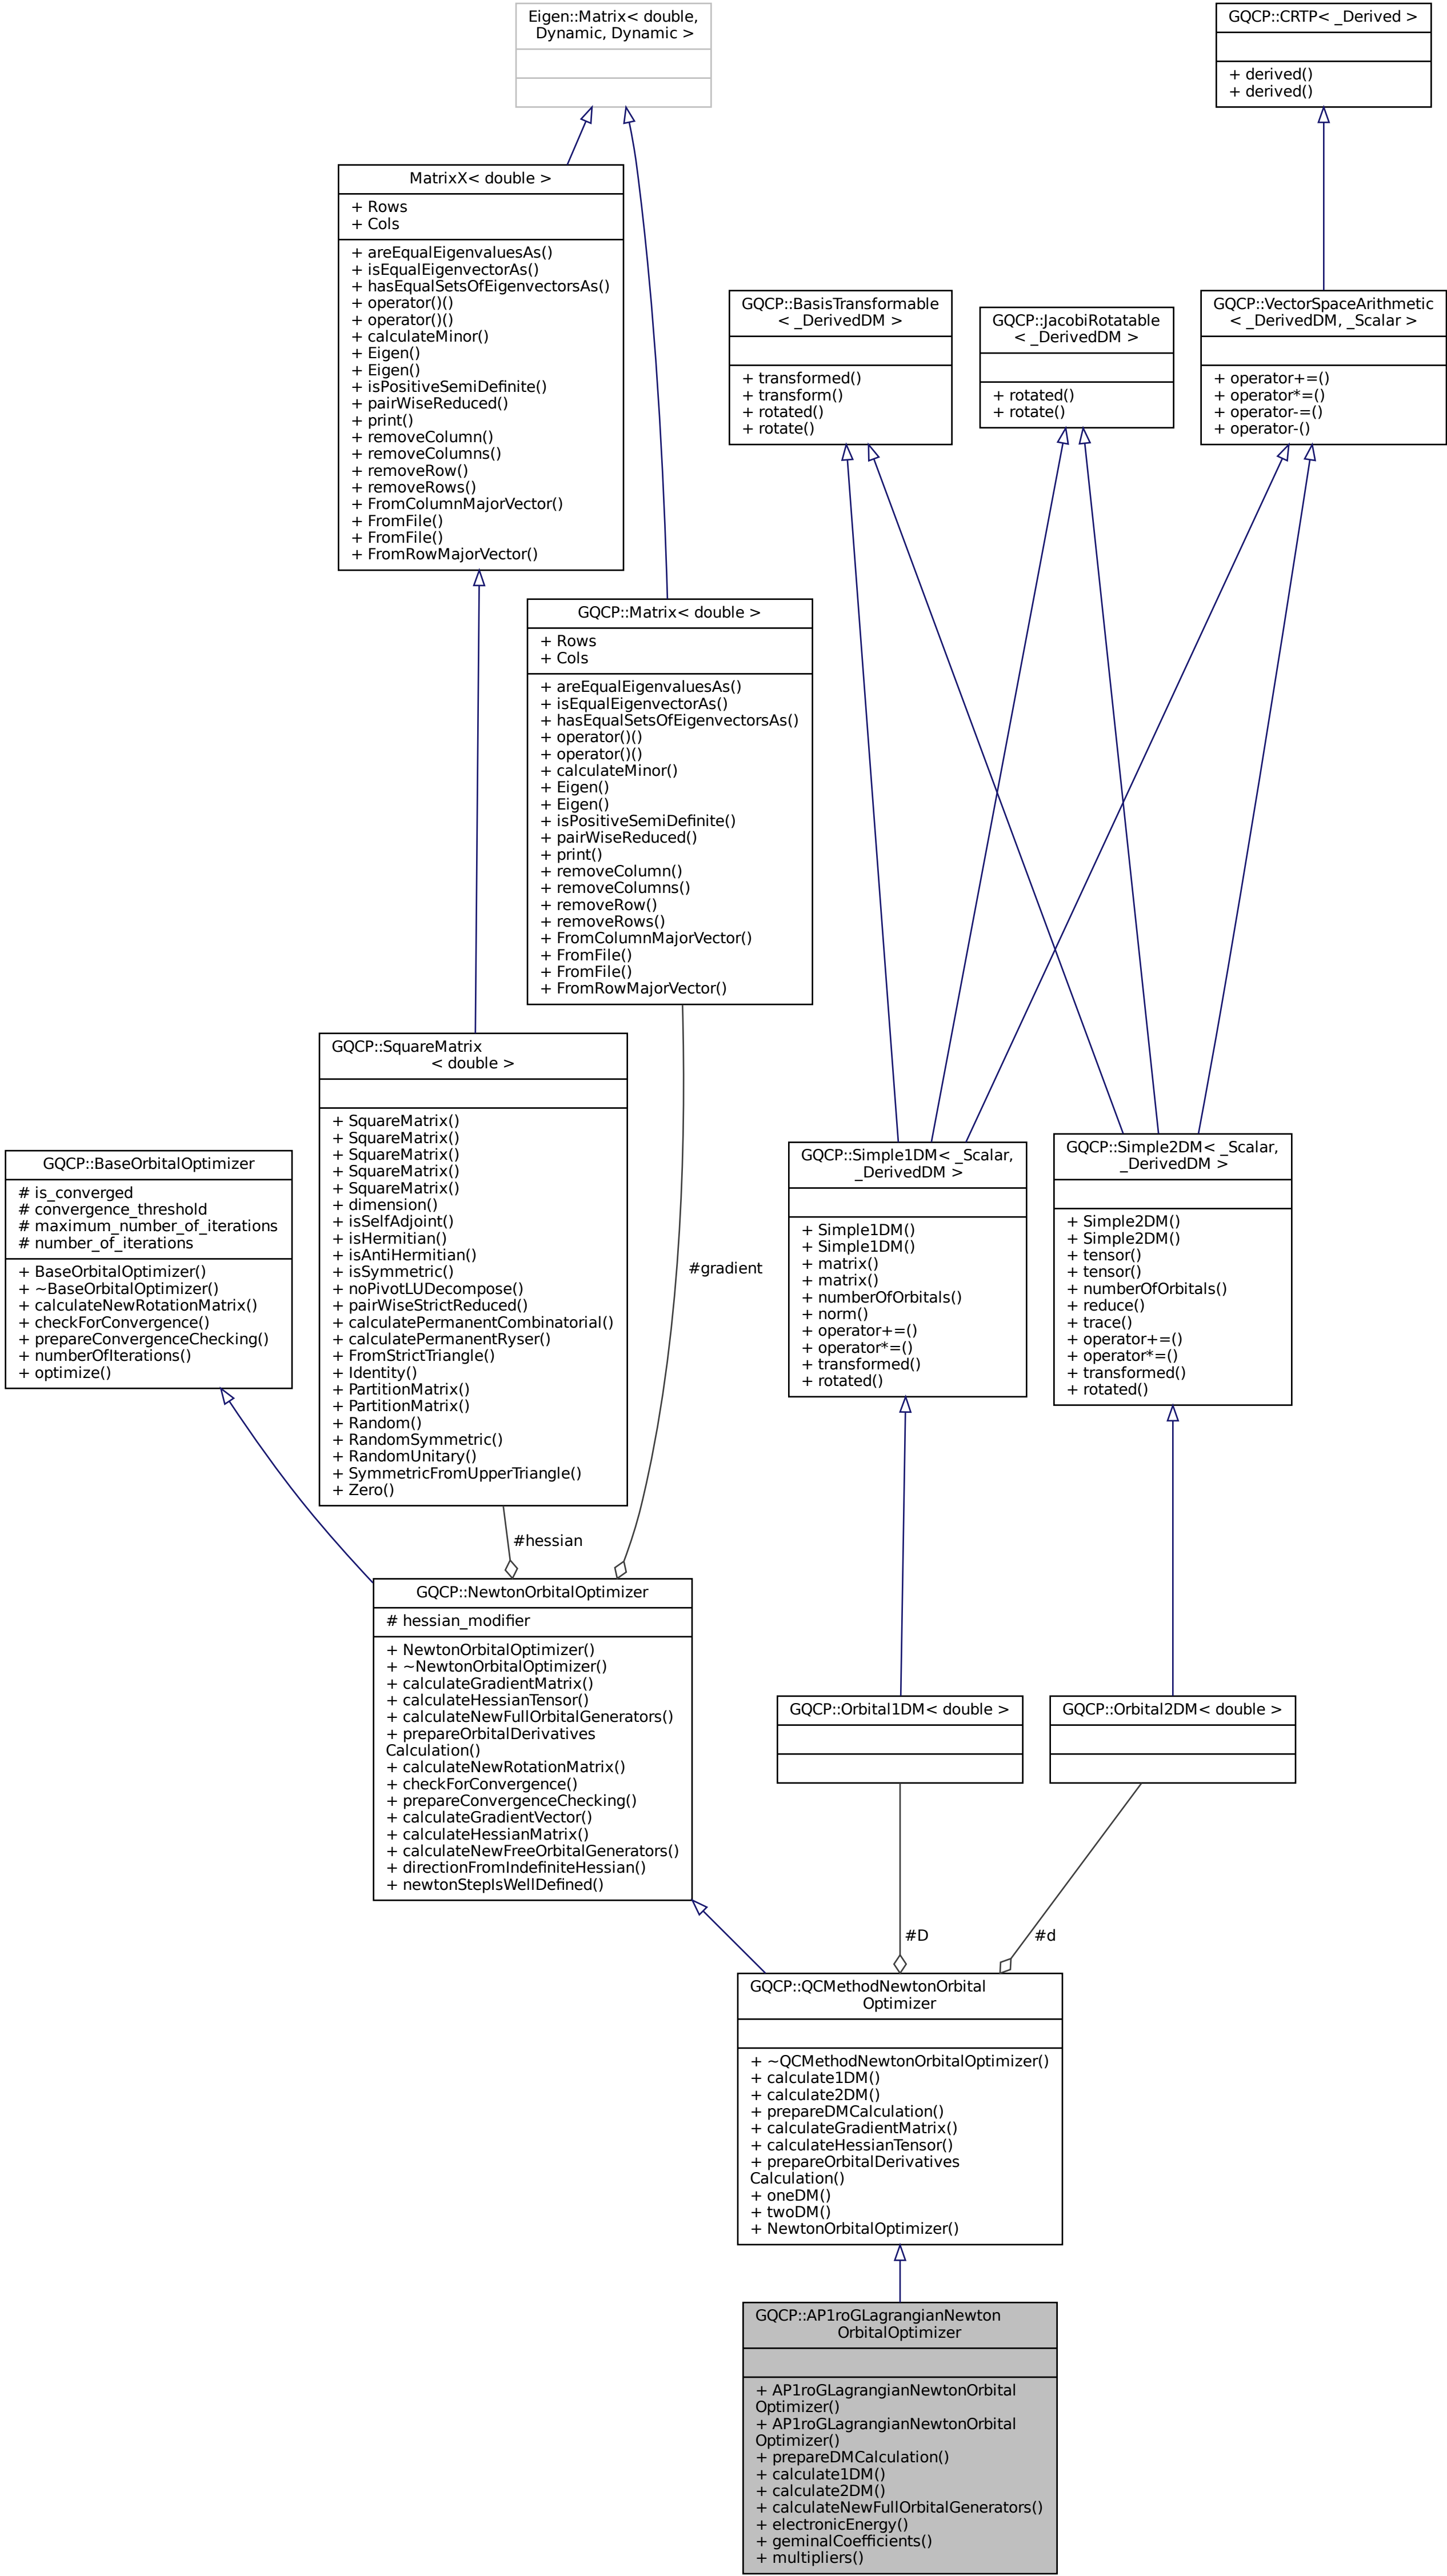 Eigen::Matrix< double,
Dynamic, Dynamic >
GQCP::CRTP< _Derived >
+ derived()
+ derived()
MatrixX< double >
+ Rows
+ Cols
+ areEqualEigenvaluesAs()
+ isEqualEigenvectorAs()
+ hasEqualSetsOfEigenvectorsAs()
+ operator()()
+ operator()()
+ calculateMinor()
+ Eigen()
+ Eigen()
+ isPositiveSemiDefinite()
+ pairWiseReduced()
+ print()
+ removeColumn()
+ removeColumns()
+ removeRow()
+ removeRows()
+ FromColumnMajorVector()
+ FromFile()
+ FromFile()
+ FromRowMajorVector()
GQCP::BasisTransformable
< _DerivedDM >
+ transformed()
+ transform()
+ rotated()
+ rotate()
GQCP::JacobiRotatable
< _DerivedDM >
+ rotated()
+ rotate()
GQCP::VectorSpaceArithmetic
< _DerivedDM, _Scalar >
+ operator+=()
+ operator*=()
+ operator-=()
+ operator-()
GQCP::Matrix< double >
+ Rows
+ Cols
+ areEqualEigenvaluesAs()
+ isEqualEigenvectorAs()
+ hasEqualSetsOfEigenvectorsAs()
+ operator()()
+ operator()()
+ calculateMinor()
+ Eigen()
+ Eigen()
+ isPositiveSemiDefinite()
+ pairWiseReduced()
+ print()
+ removeColumn()
+ removeColumns()
+ removeRow()
+ removeRows()
+ FromColumnMajorVector()
+ FromFile()
+ FromFile()
+ FromRowMajorVector()
GQCP::SquareMatrix
< double >
+ SquareMatrix()
+ SquareMatrix()
+ SquareMatrix()
+ SquareMatrix()
+ SquareMatrix()
+ dimension()
+ isSelfAdjoint()
+ isHermitian()
+ isAntiHermitian()
+ isSymmetric()
+ noPivotLUDecompose()
+ pairWiseStrictReduced()
+ calculatePermanentCombinatorial()
+ calculatePermanentRyser()
+ FromStrictTriangle()
+ Identity()
+ PartitionMatrix()
+ PartitionMatrix()
+ Random()
+ RandomSymmetric()
+ RandomUnitary()
+ SymmetricFromUpperTriangle()
+ Zero()
GQCP::BaseOrbitalOptimizer
# is_converged
# convergence_threshold
# maximum_number_of_iterations
# number_of_iterations
+ BaseOrbitalOptimizer()
+ ~BaseOrbitalOptimizer()
+ calculateNewRotationMatrix()
+ checkForConvergence()
+ prepareConvergenceChecking()
+ numberOfIterations()
+ optimize()
#gradient
GQCP::Simple1DM< _Scalar,
_DerivedDM >
+ Simple1DM()
+ Simple1DM()
+ matrix()
+ matrix()
+ numberOfOrbitals()
+ norm()
+ operator+=()
+ operator*=()
+ transformed()
+ rotated()
GQCP::Simple2DM< _Scalar,
_DerivedDM >
+ Simple2DM()
+ Simple2DM()
+ tensor()
+ tensor()
+ numberOfOrbitals()
+ reduce()
+ trace()
+ operator+=()
+ operator*=()
+ transformed()
+ rotated()
#hessian
GQCP::NewtonOrbitalOptimizer
# hessian_modifier
+ NewtonOrbitalOptimizer()
+ ~NewtonOrbitalOptimizer()
+ calculateGradientMatrix()
+ calculateHessianTensor()
+ calculateNewFullOrbitalGenerators()
+ prepareOrbitalDerivatives
Calculation()
+ calculateNewRotationMatrix()
+ checkForConvergence()
+ prepareConvergenceChecking()
+ calculateGradientVector()
+ calculateHessianMatrix()
+ calculateNewFreeOrbitalGenerators()
+ directionFromIndefiniteHessian()
+ newtonStepIsWellDefined()
GQCP::Orbital1DM< double >
GQCP::Orbital2DM< double >
#D
#d
GQCP::QCMethodNewtonOrbital
Optimizer
+ ~QCMethodNewtonOrbitalOptimizer()
+ calculate1DM()
+ calculate2DM()
+ prepareDMCalculation()
+ calculateGradientMatrix()
+ calculateHessianTensor()
+ prepareOrbitalDerivatives
Calculation()
+ oneDM()
+ twoDM()
+ NewtonOrbitalOptimizer()
GQCP::AP1roGLagrangianNewton
OrbitalOptimizer
+ AP1roGLagrangianNewtonOrbital
Optimizer()
+ AP1roGLagrangianNewtonOrbital
Optimizer()
+ prepareDMCalculation()
+ calculate1DM()
+ calculate2DM()
+ calculateNewFullOrbitalGenerators()
+ electronicEnergy()
+ geminalCoefficients()
+ multipliers()